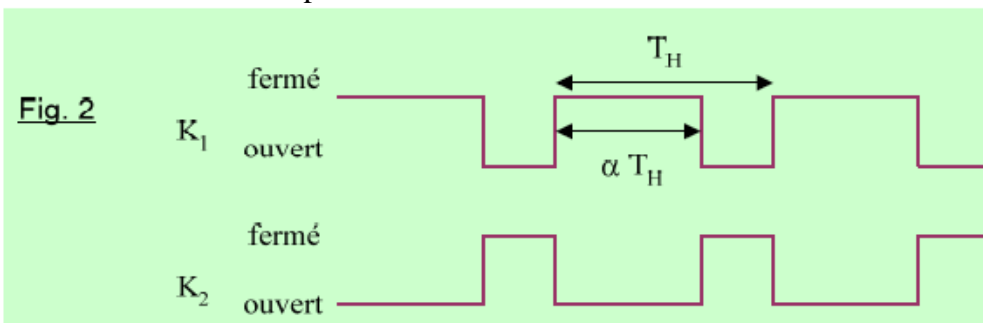 T_H
fermé
Fig. 2
K_1
ouvert
α T_H
fermé
K_2
ouvert